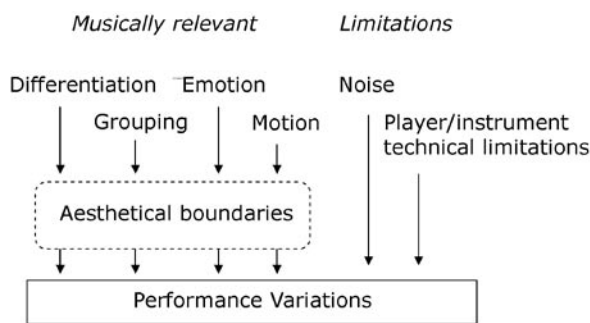 Musically relevant Limitations
Differentiation Emotion Noise
Grouping Motion Player/instrument
technical limitations
Aesthetical boundaries
Performance Variations